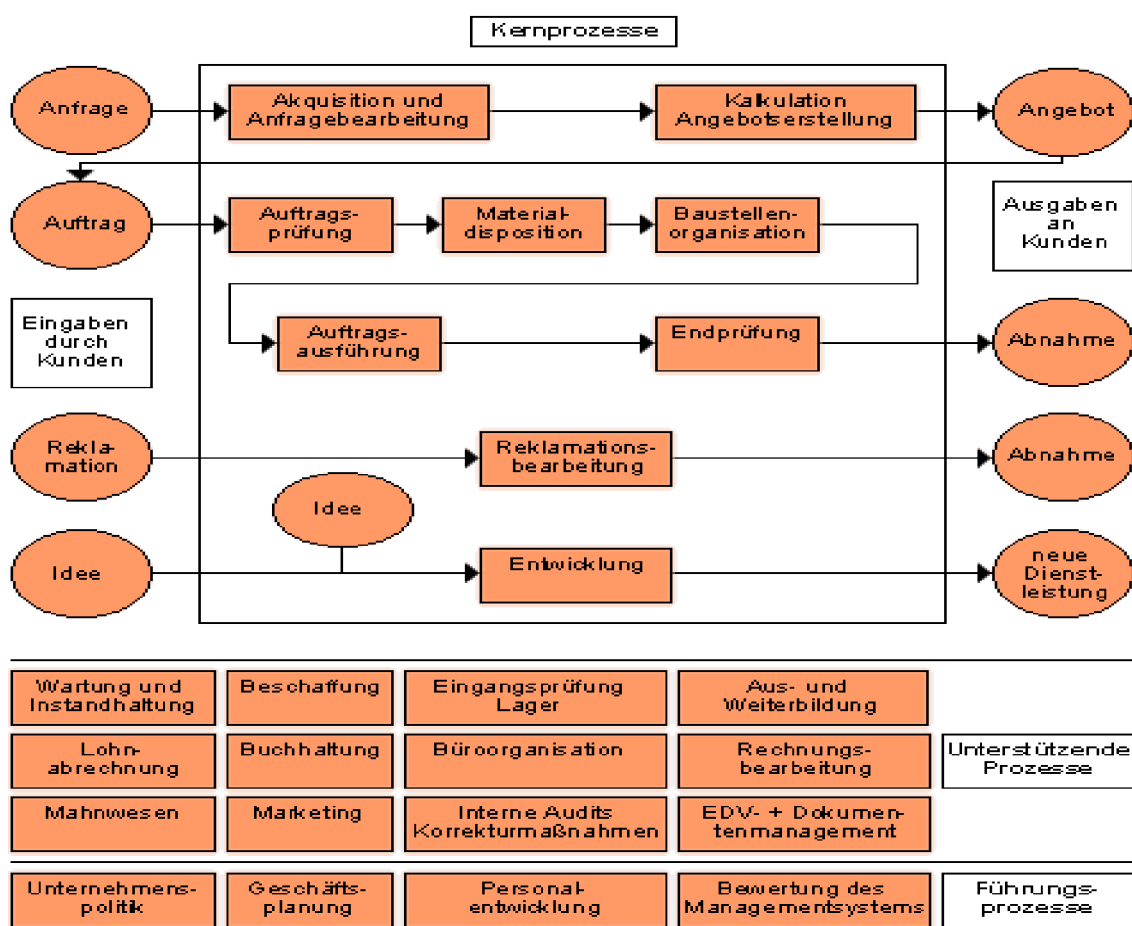 Kernprozesse
Anfrage
Akquisition und
Anfragebearbeitung
Kalkulation
Angebotserstellung
Angebot
Auftrag
Auftrags-
prüfung
Material-
disposition
Baustellen-
organisation
Ausgaben
an
Kunden
Eingaben
durch
Kunden
Auftrags-
ausführung
Endprüfung
Abnahme
Rekla-
mation
Reklamations-
bearbeitung
Abnahme
Idee
Idee
Entwicklung
neue
Dienst-
leistung
Wartung und
Instandhaltung
Beschaffung
Eingangsprüfung
Lager
Aus- und
Weiterbildung
Lohn-
abrechnung
Buchhaltung
Büroorganisation
Rechnungs-
bearbeitung
Unterstützende
Prozesse
Mahnwesen
Marketing
Interne Audits
Korrekturmaßnahmen
EDV- + Dokumen-
tenmanagement
Unternehmens-
politik
Geschäfts-
planung
Personal-
entwicklung
Bewertung des
Managementsystems
Führungs-
prozesse